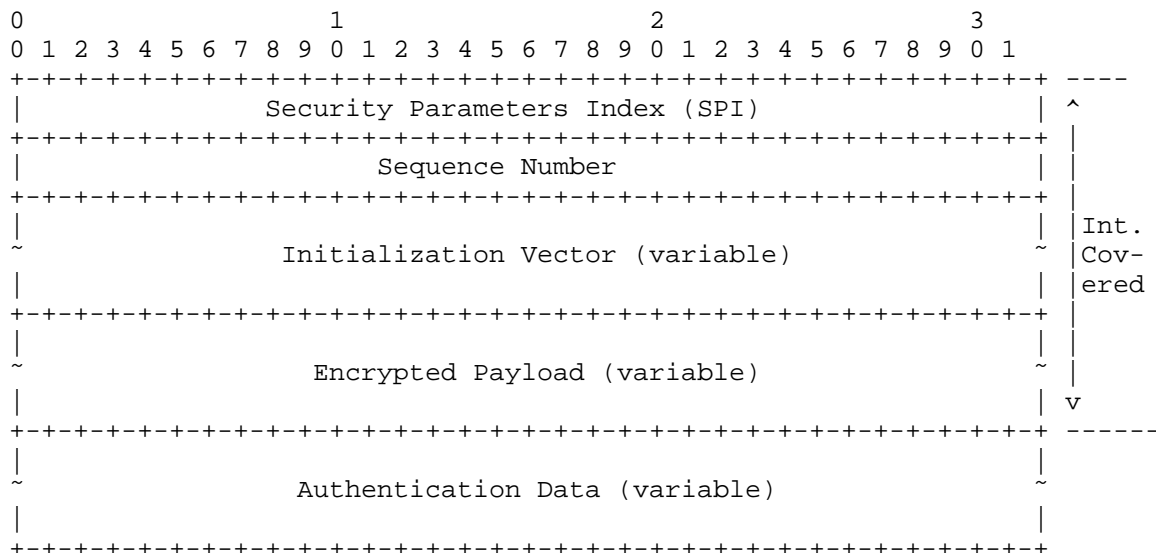 0                   1                   2                   3
0 1 2 3 4 5 6 7 8 9 0 1 2 3 4 5 6 7 8 9 0 1 2 3 4 5 6 7 8 9 0 1
+-+-+-+-+-+-+-+-+-+-+-+-+-+-+-+-+-+-+-+-+-+-+-+-+-+-+-+-+-+-+-+-+ ----
|               Security Parameters Index (SPI)                 | ^
+-+-+-+-+-+-+-+-+-+-+-+-+-+-+-+-+-+-+-+-+-+-+-+-+-+-+-+-+-+-+-+-+ |
|                      Sequence Number                          | |
+-+-+-+-+-+-+-+-+-+-+-+-+-+-+-+-+-+-+-+-+-+-+-+-+-+-+-+-+-+-+-+-+ |
|                                                               | |Int.
~                Initialization Vector (variable)               ~ |Cov-
|                                                               | |ered
+-+-+-+-+-+-+-+-+-+-+-+-+-+-+-+-+-+-+-+-+-+-+-+-+-+-+-+-+-+-+-+-+ |
|                                                               | |
~                  Encrypted Payload (variable)                 ~ |
|                                                               | v
+-+-+-+-+-+-+-+-+-+-+-+-+-+-+-+-+-+-+-+-+-+-+-+-+-+-+-+-+-+-+-+-+ ------
|                                                               |
~                 Authentication Data (variable)                ~
|                                                               |
+-+-+-+-+-+-+-+-+-+-+-+-+-+-+-+-+-+-+-+-+-+-+-+-+-+-+-+-+-+-+-+-+